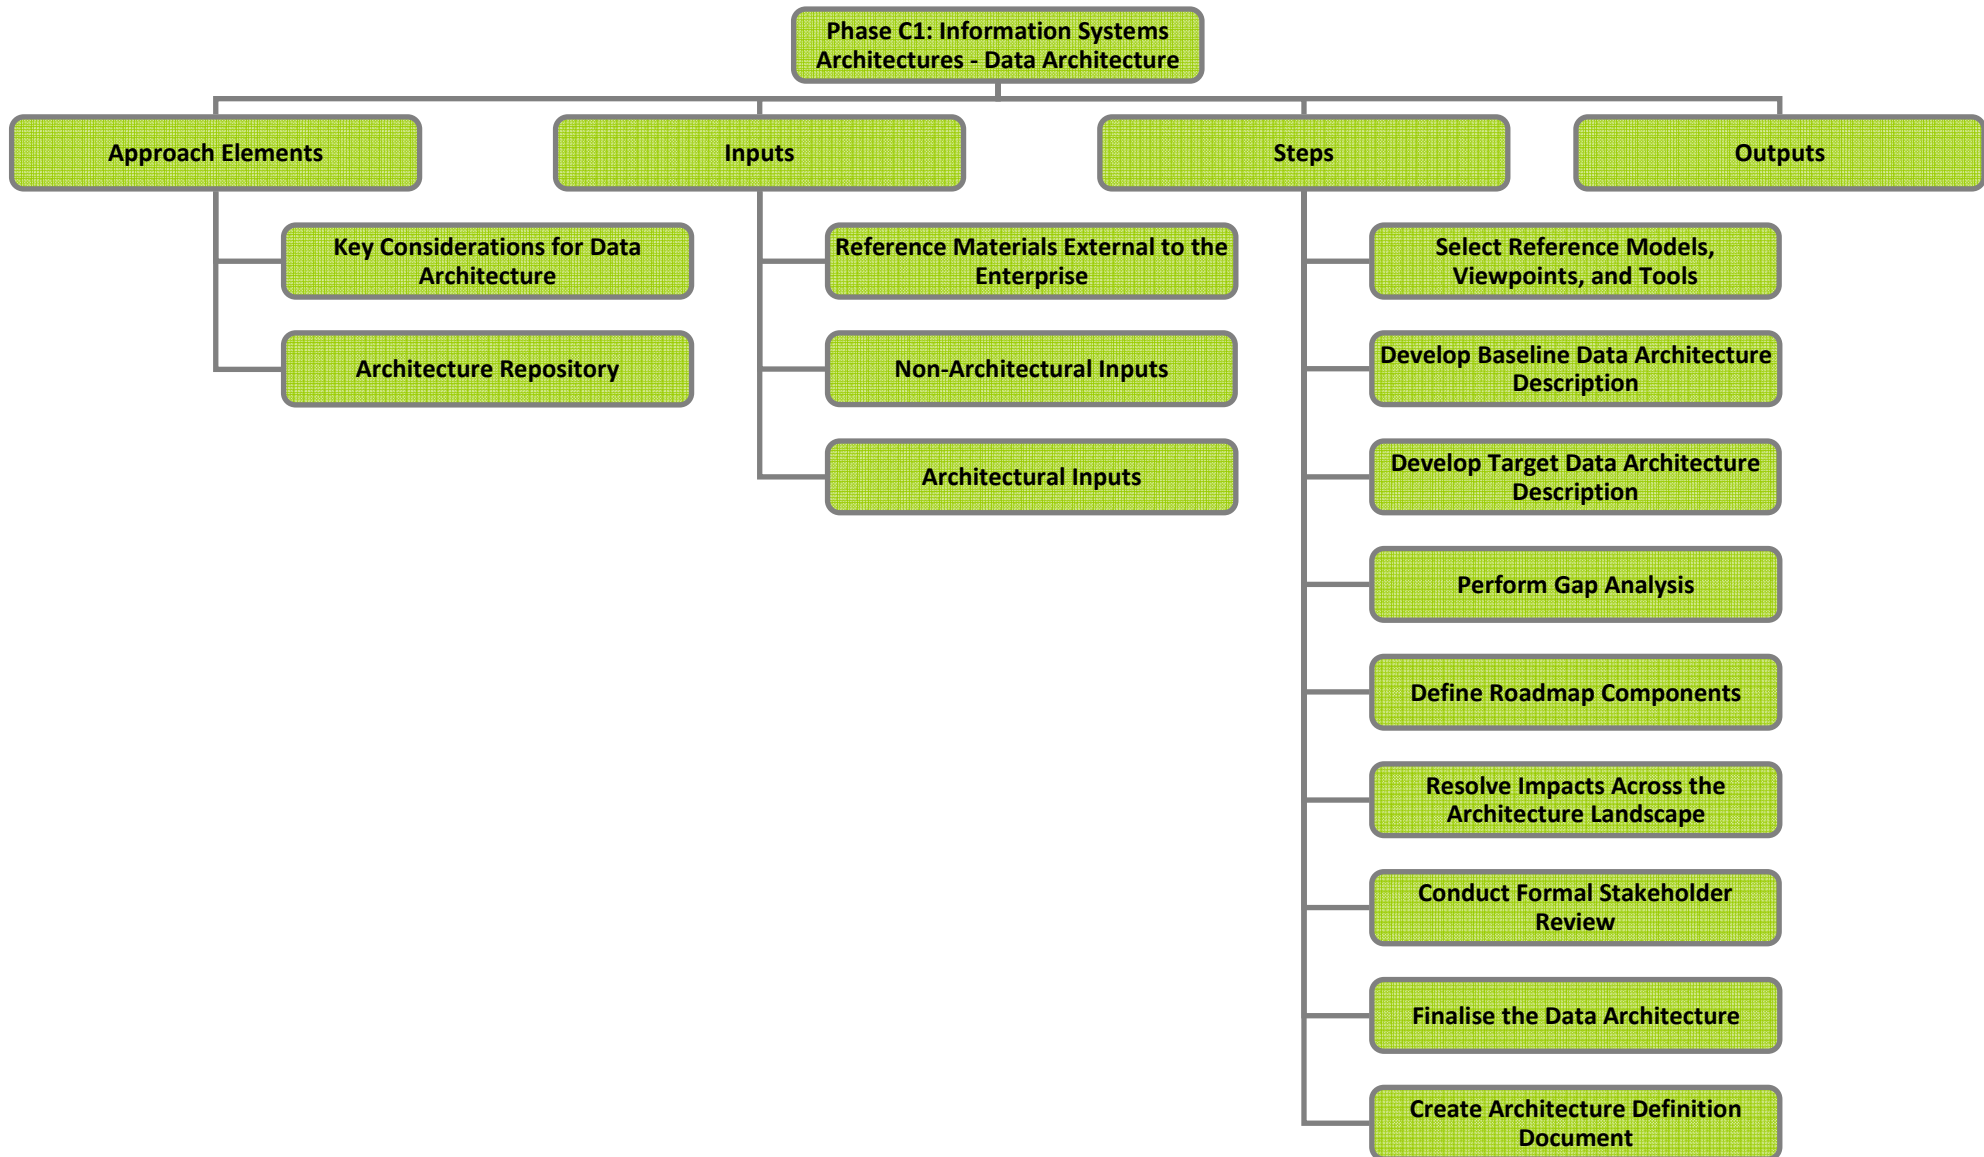 Phase C1: Information Systems
Architectures - Data Architecture
Approach Elements
Inputs
Steps
Outputs
Key Considerations for Data
Architecture
Architecture Repository
Reference Materials External to the
Enterprise
Non-Architectural Inputs
Architectural Inputs
Select Reference Models,
Viewpoints, and Tools
Develop Baseline Data Architecture
Description
Develop Target Data Architecture
Description
Perform Gap Analysis
Define Roadmap Components
Resolve Impacts Across the
Architecture Landscape
Conduct Formal Stakeholder
Review
Finalise the Data Architecture
Create Architecture Definition
Document